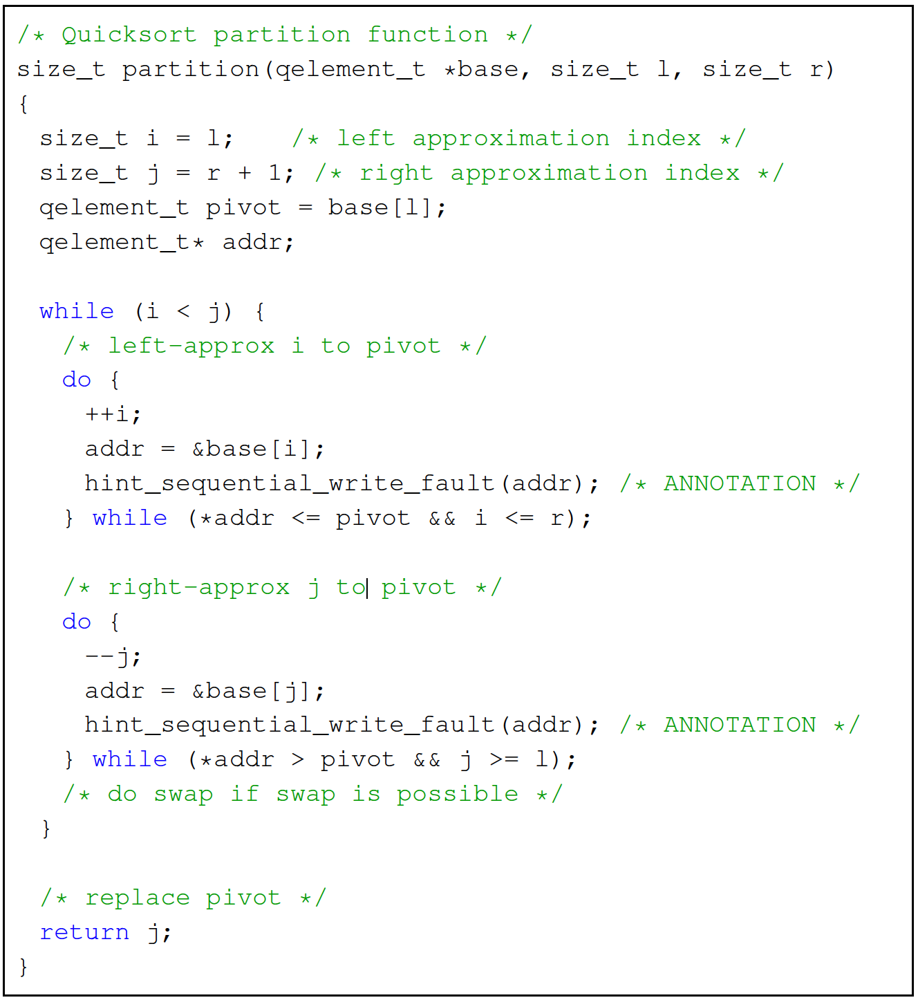 /* Quicksort partition function */
size_t partition(qelement_t *base, size_t l, size_t r)
{
size_t i = l; /* left approximation index */
size_t j = r + 1; /* right approximation index */
qelement_t pivot = base[l];
qelement_t* addr;
while (i < j) {
/* left-approx i to pivot */
do {
++i;
addr = &base[i];
hint_sequential_write_fault(addr); /* ANNOTATION */
} while (*addr <= pivot && i <= r);
/* right-approx j to pivot */
do {
--j;
addr = &base[j];
hint_sequential_write_fault(addr); /* ANNOTATION */
} while (*addr > pivot && j >= l);
/* do swap if swap is possible */
}
/* replace pivot */
return j;
}